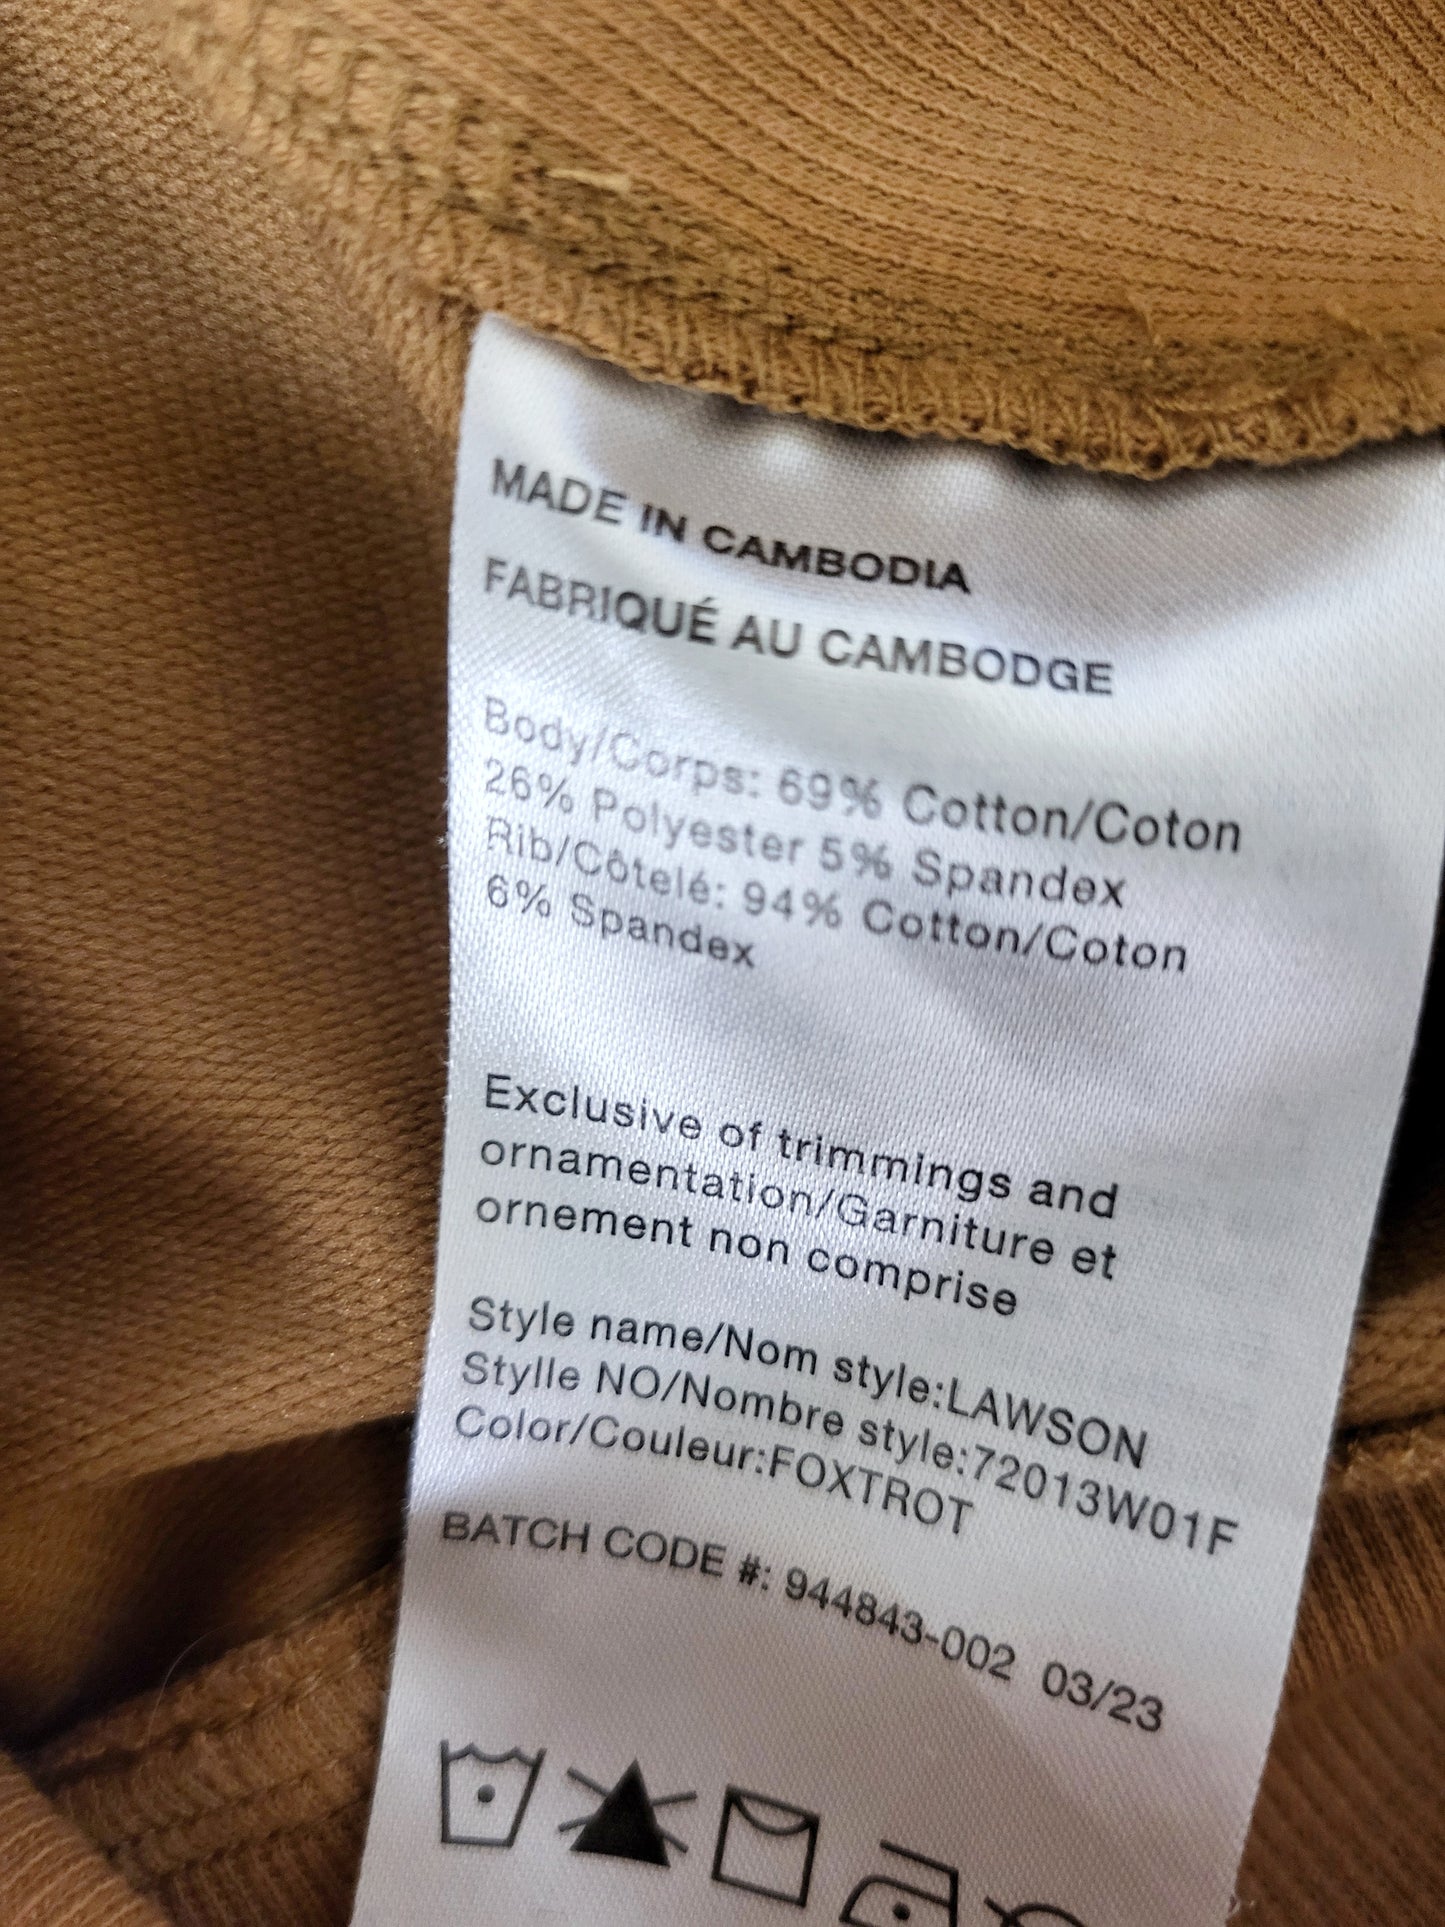 MADE IN CAMBODIA
FABRIQUÉ AU CAMBODGE
Body/Corps: 69% Cotton/Coton
26% Polyester 5% Spandex
Rib/Côtelé: 94% Cotton/Coton
6% Spandex
Exclusive of trimmings and
ornamentation/Garniture et
ornement non comprise
Style name/Nom style:LAWSON
Stylle NO/Nombre style:72013W01F
Color/Couleur:FOXTROT
BATCH CODE #: 944843-002 03/23